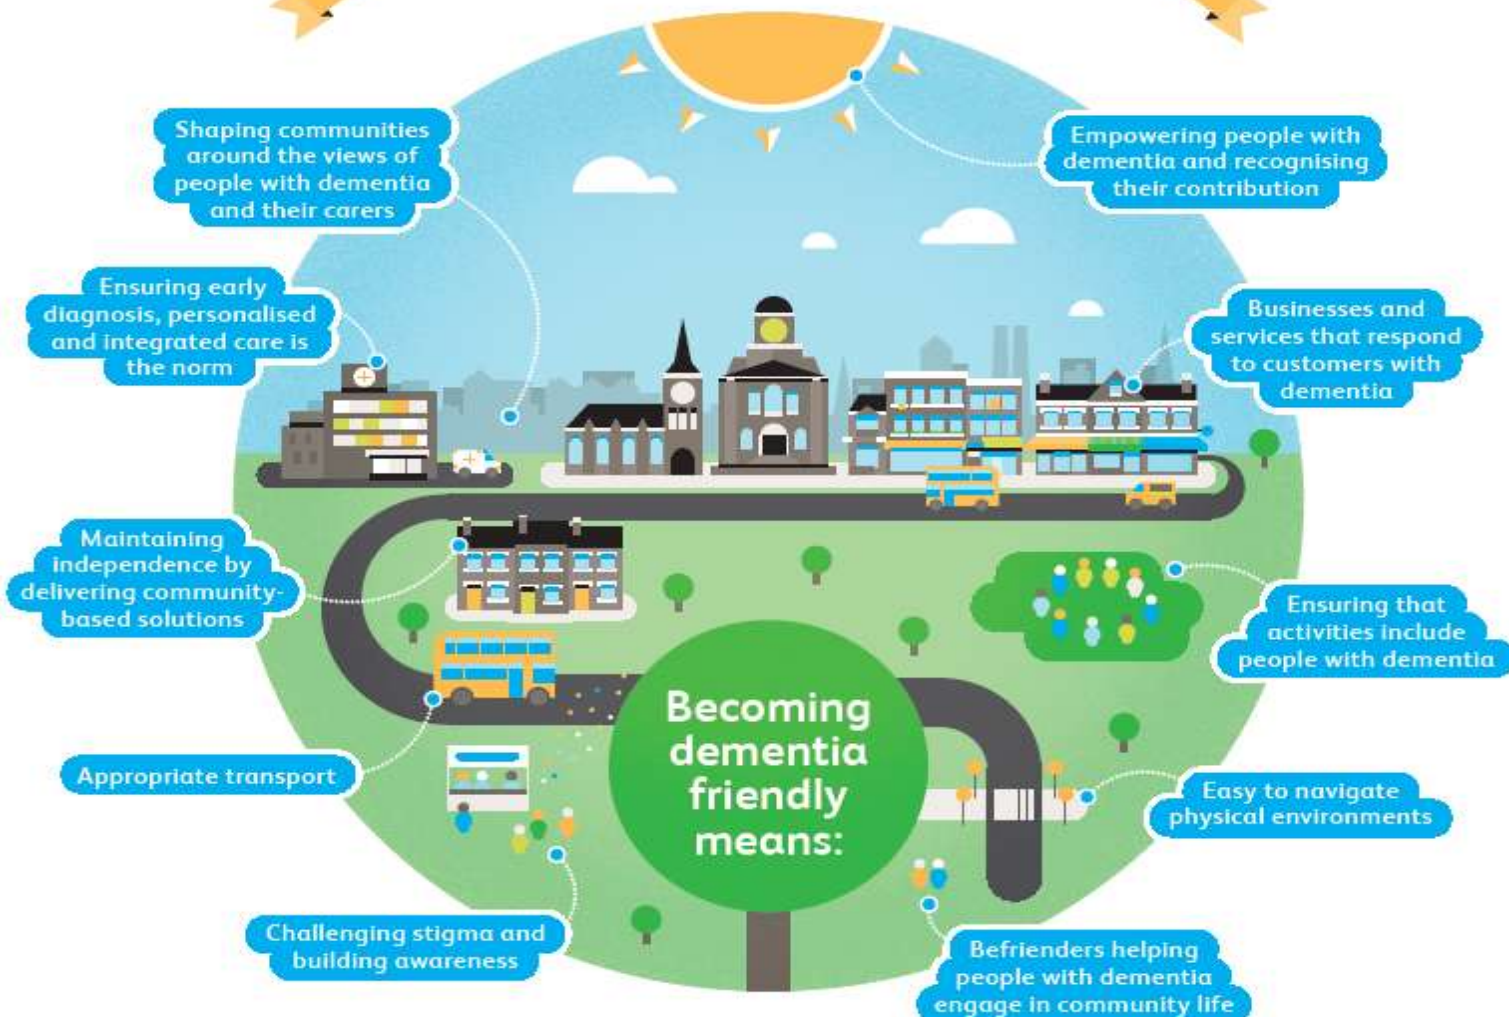 Shaping communities
around the views of
people with dementia
and their carers
Empowering people with
dementia and recognising
their contribution
Ensuring early
diagnosis, personalised
and integrated care is
the norm
Businesses and
services that respond
to customers with
dementia
Maintaining
independence by
delivering community-
based solutions
Ensuring that
activities include
people with dementia
Becoming
dementia
friendly
means:
Appropriate transport
Easy to navigate
physical environments
Challenging stigma and
building awareness
Befrienders helping
people with dementia
engage in community life